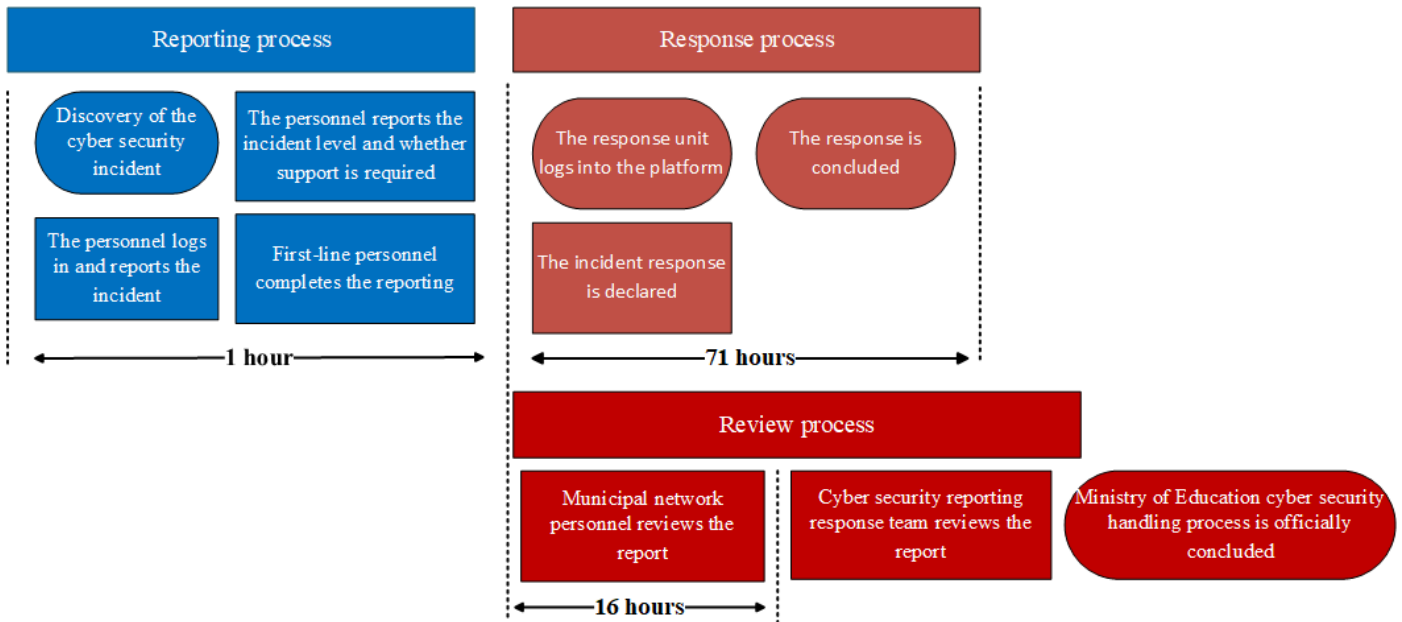 Reporting process
Discovery of the
cyber security
incident
The personnel reports the
incident level and whether
support is required
The personnel logs
in and reports the
incident
First-line personnel
completes the reporting
1 hour
Response process
The response unit
logs into the platform
The response is
concluded
The incident response
is declared
71 hours
Review process
Municipal network
personnel reviews the
report
Cyber security reporting
response team reviews the
report
Ministry of Education cyber security
handling process is officially
concluded
16 hours